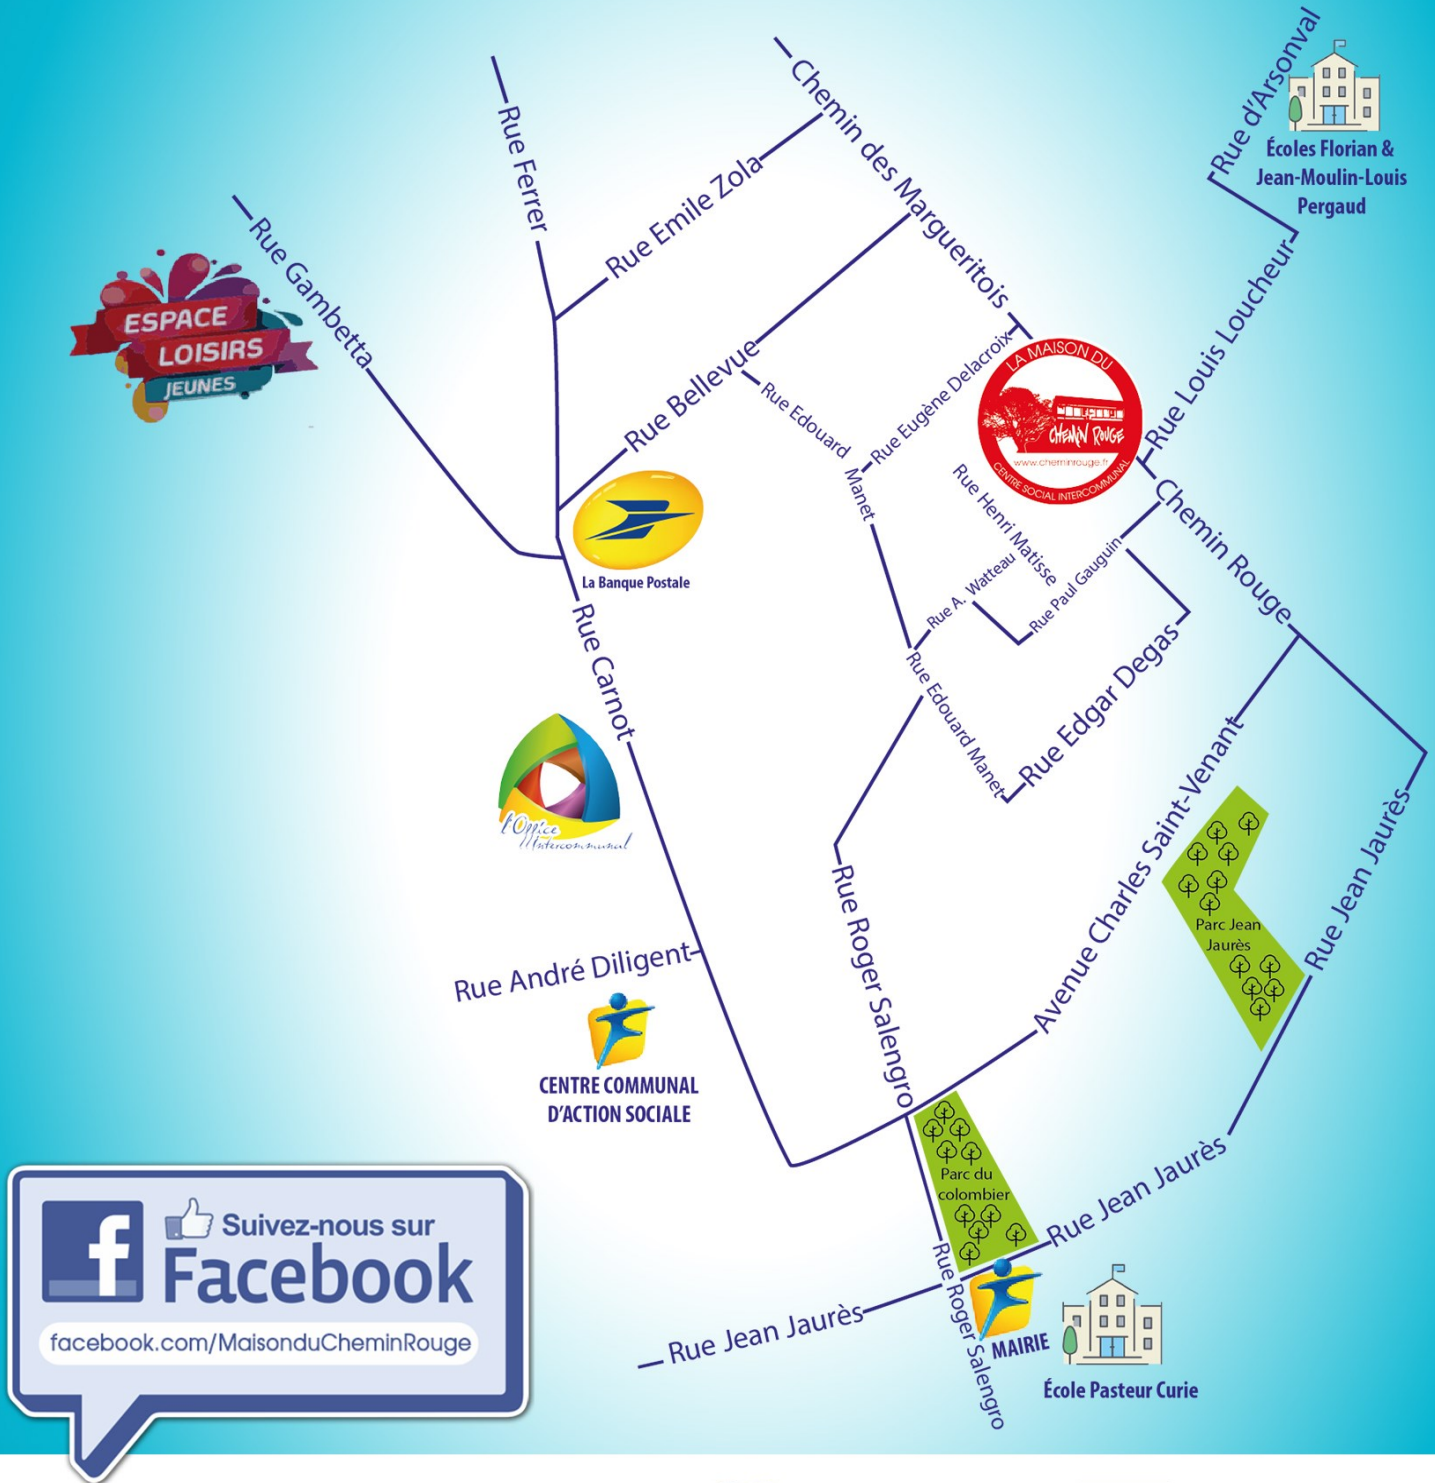 Rue d'Arsonval
Écoles Florian &
Jean-Moulin-Louis
Pergaud
Chemin des Margueritois
Rue Ferrer
Rue Emile Zola
Rue Gambetta
ESPACE
LOISIRS
JEUNES
Rue Louis Loucheur
Rue Bellevue
Rue Edouard
Manet
Rue Eugène Delacroix
LA MAISON DU
CHEMIN ROUGE
www.cheminrouge.fr
CENTRE SOCIAL INTERCOMMUNAL
Rue Henri Matisse
Chemin Rouge
La Banque Postale
Rue A. Watteau
Rue Paul Gauguin
Rue Carnot
Rue Edouard Manet
Rue Edgar Degas
l'Office
Intercommunal
Avenue Charles Saint-Venant
Rue Jean Jaurès
Parc Jean
Jaurès
Rue Roger Salengro
Rue André Diligent
CENTRE COMMUNAL
D'ACTION SOCIALE
Parc du
colombier
Rue Jean Jaurès
Rue Roger Salengro
Rue Jean Jaurès
MAIRIE
École Pasteur Curie
f
Suivez-nous sur
Facebook
facebook.com/MaisonduCheminRouge